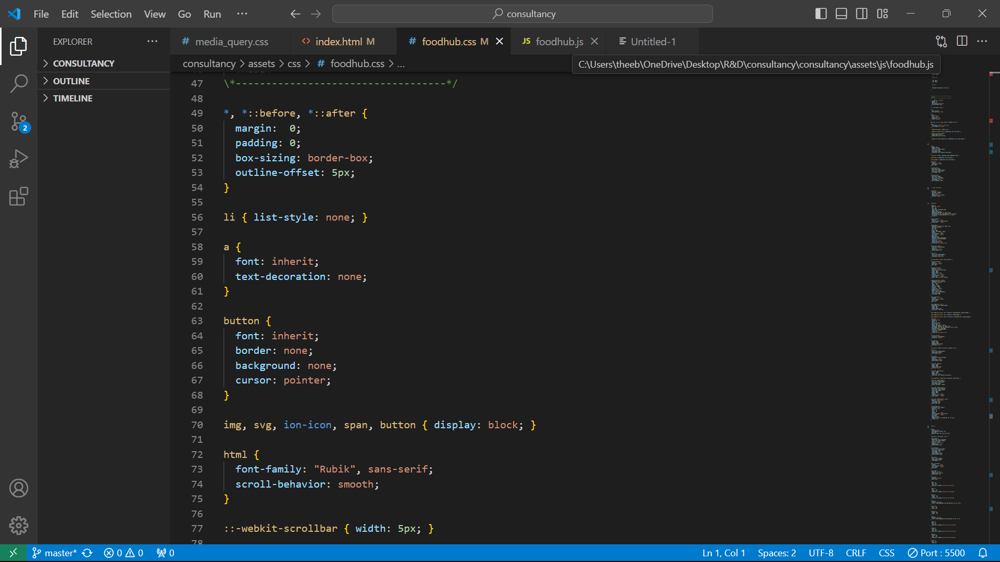 File Edit Selection View Go Run ··· consultancy
EXPLORER ···
CONSULTANCY
OUTLINE
TIMELINE
2
# media_query.css <> index.html M # foodhub.css M JS foodhub.js Untitled-1 ···
consultancy > assets > css > # foodhub.css > ...
C:\Users\theeb\OneDrive\Desktop\R&D\consultancy\consultancy\assets\js\foodhub.js
47 \*-----------------------------------*/
48
49 *, *::before, *::after {
50 margin:  0;
51 padding: 0;
52 box-sizing: border-box;
53 outline-offset: 5px;
54 }
55
56 li { list-style: none; }
57
58 a {
59 font: inherit;
60 text-decoration: none;
61 }
62
63 button {
64 font: inherit;
65 border: none;
66 background: none;
67 cursor: pointer;
68 }
69
70 img, svg, ion-icon, span, button { display: block; }
71
72 html {
73 font-family: "Rubik", sans-serif;
74 scroll-behavior: smooth;
75 }
76
77 ::-webkit-scrollbar { width: 5px; }
78
master* 0 0 0 Ln 1, Col 1 Spaces: 2 UTF-8 CRLF CSS Port : 5500